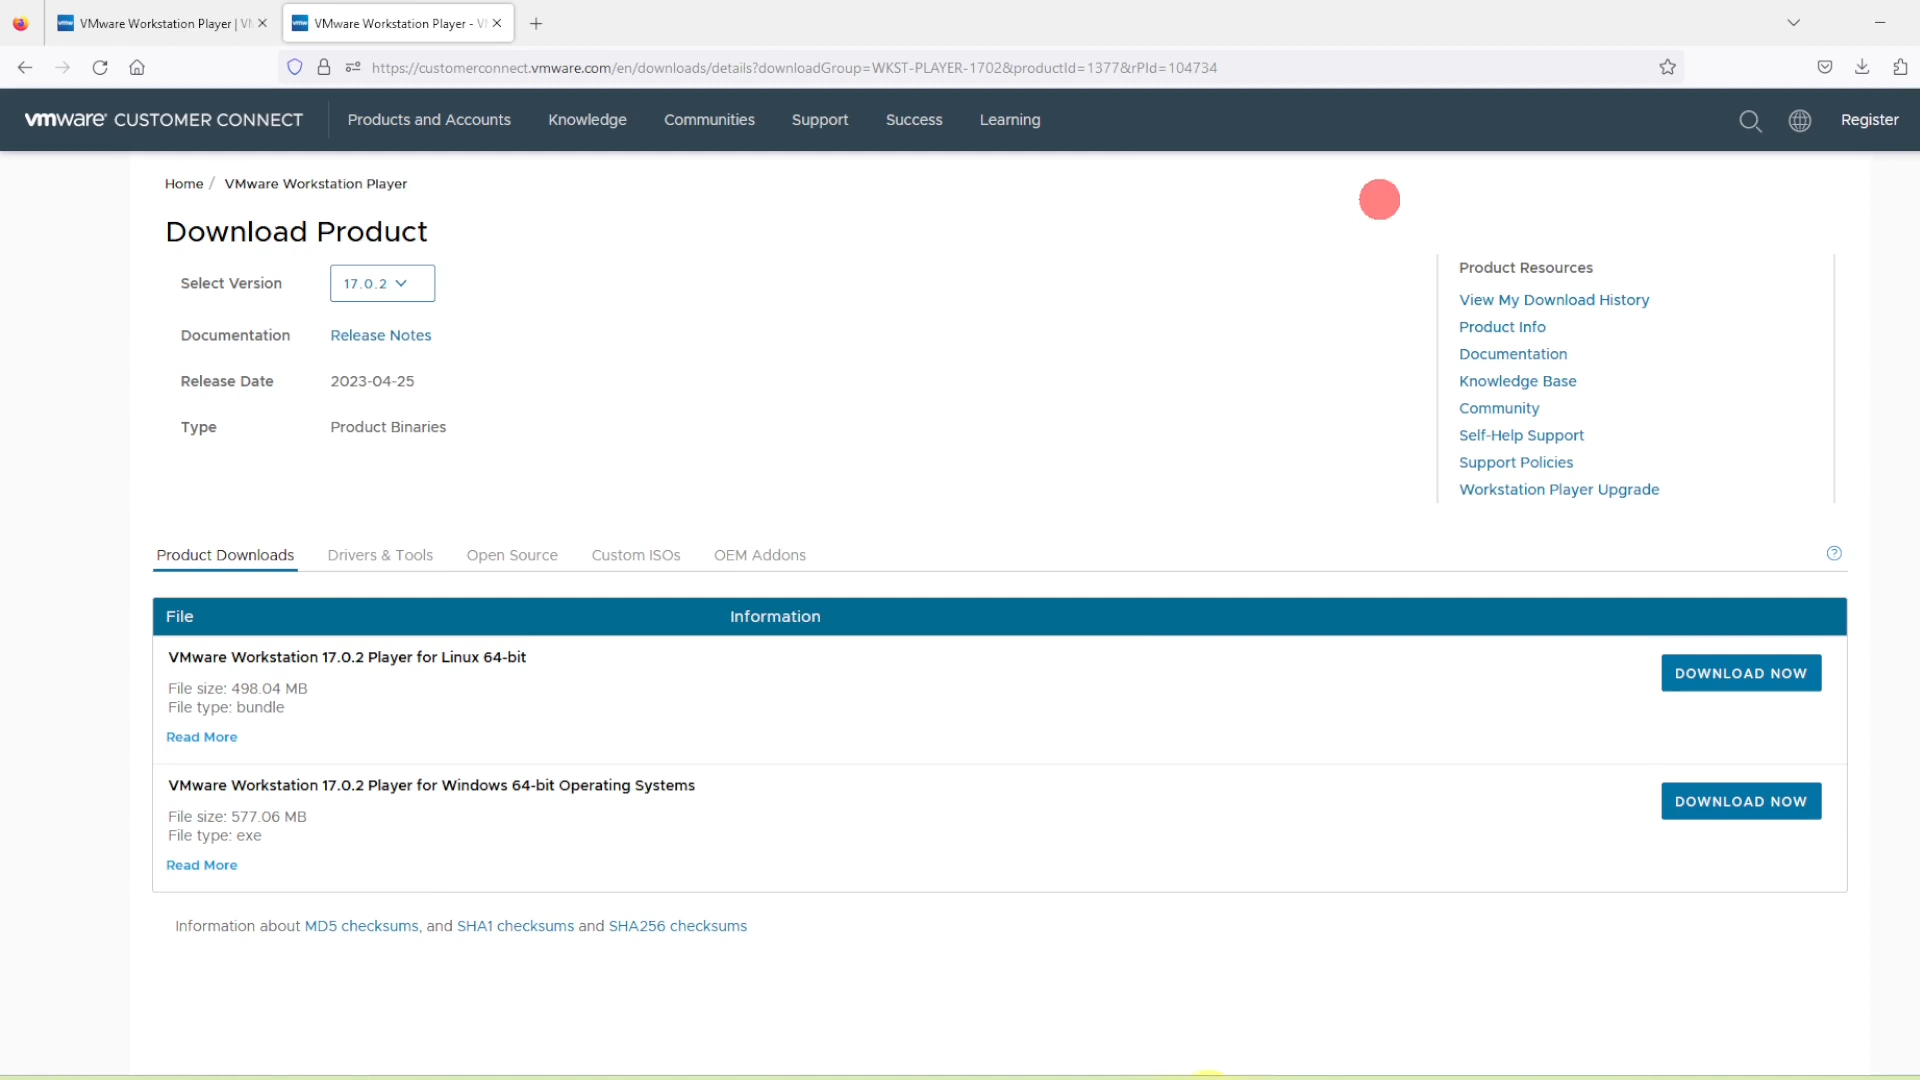 VMware Workstation Player | V
VMware Workstation Player - V
https://customerconnect.vmware.com/en/downloads/details?downloadGroup=WKST-PLAYER-1702&productId=1377&rPId=104734
vmware® CUSTOMER CONNECT
Products and Accounts
Knowledge
Communities
Support
Success
Learning
Register
Home / VMware Workstation Player
Download Product
Select Version 17.0.2
Documentation Release Notes
Release Date 2023-04-25
Type Product Binaries
Product Resources
View My Download History
Product Info
Documentation
Knowledge Base
Community
Self-Help Support
Support Policies
Workstation Player Upgrade
Product Downloads
Drivers & Tools
Open Source
Custom ISOs
OEM Addons
File Information
VMware Workstation 17.0.2 Player for Linux 64-bit
File size: 498.04 MB
File type: bundle
Read More
DOWNLOAD NOW
VMware Workstation 17.0.2 Player for Windows 64-bit Operating Systems
File size: 577.06 MB
File type: exe
Read More
DOWNLOAD NOW
Information about MD5 checksums, and SHA1 checksums and SHA256 checksums